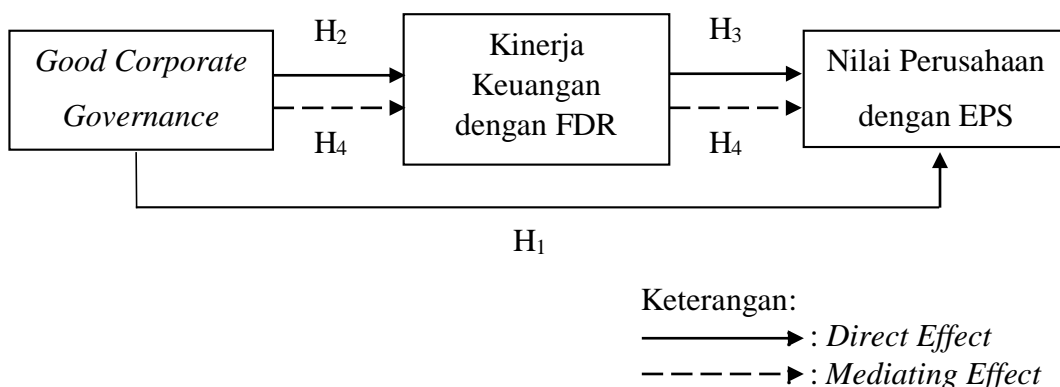 H2
H3
Good Corporate
Governance
Kinerja
Keuangan
dengan FDR
Nilai Perusahaan
dengan EPS
H4
H4
H1
Keterangan:
: Direct Effect
: Mediating Effect